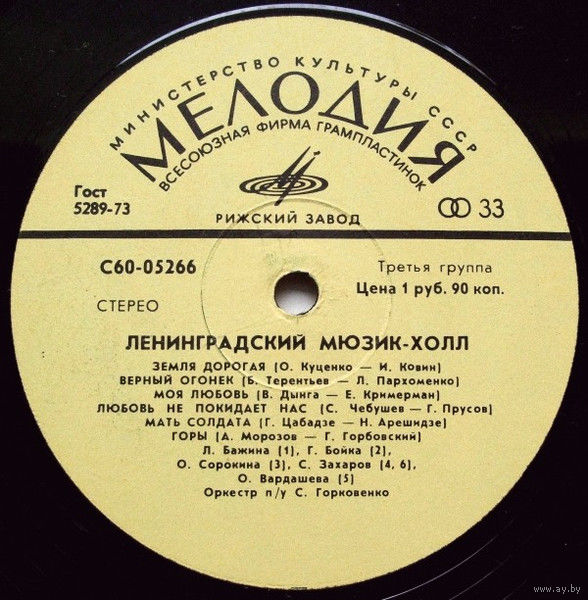 МИНИСТЕРСТВО КУЛЬТУРЫ СССР
МЕЛОДИЯ
ВСЕСОЮЗНАЯ ФИРМА ГРАМПЛАСТИНОК
Гост
5289-73
33
РИЖСКИЙ ЗАВОД
С60-05266
Третья группа
Цена 1 руб. 90 коп.
СТЕРЕО
ЛЕНИНГРАДСКИЙ МЮЗИК-ХОЛЛ
ЗЕМЛЯ ДОРОГАЯ (О. Куценко — И. Ковин)
ВЕРНЫЙ ОГОНЕК (Б. Терентьев — Л. Пархоменко)
МОЯ ЛЮБОВЬ (В. Дынга — Е. Кримерман)
ЛЮБОВЬ НЕ ПОКИДАЕТ НАС (С. Чебушев — Г. Прусов)
МАТЬ СОЛДАТА (Г. Цабадзе — Н. Арешидзе)
ГОРЫ (А. Морозов — Г. Горбовский)
Л. Бажина (1), Г. Бойка (2),
О. Сорокина (3), С. Захаров (4, 6),
О. Вардашева (5)
Оркестр п/у С. Горковенко
www.ay.by